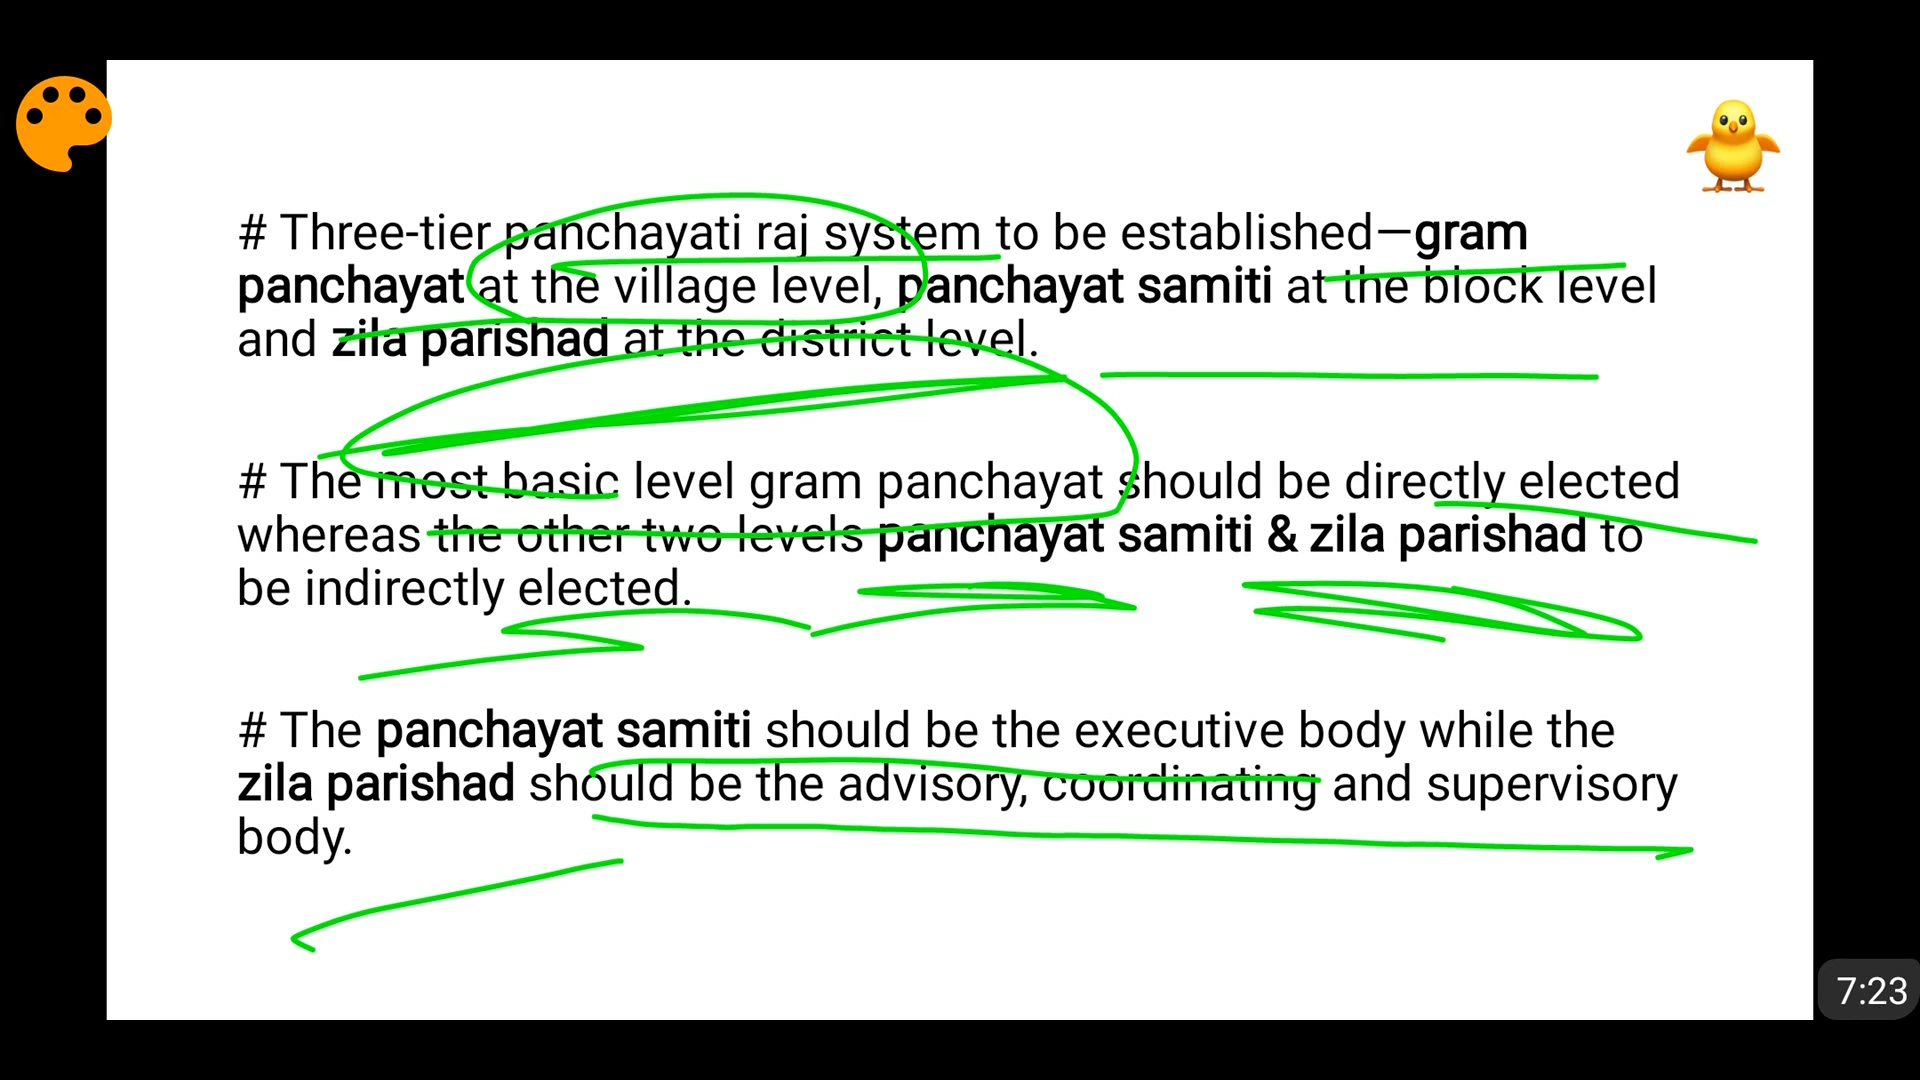 # Three-tier panchayati raj system to be established—gram
panchayat at the village level, panchayat samiti at the block level
and zila parishad at the district level.
# The most basic level gram panchayat should be directly elected
whereas the other two levels panchayat samiti & zila parishad to
be indirectly elected.
# The panchayat samiti should be the executive body while the
zila parishad should be the advisory, coordinating and supervisory
body.
7:23